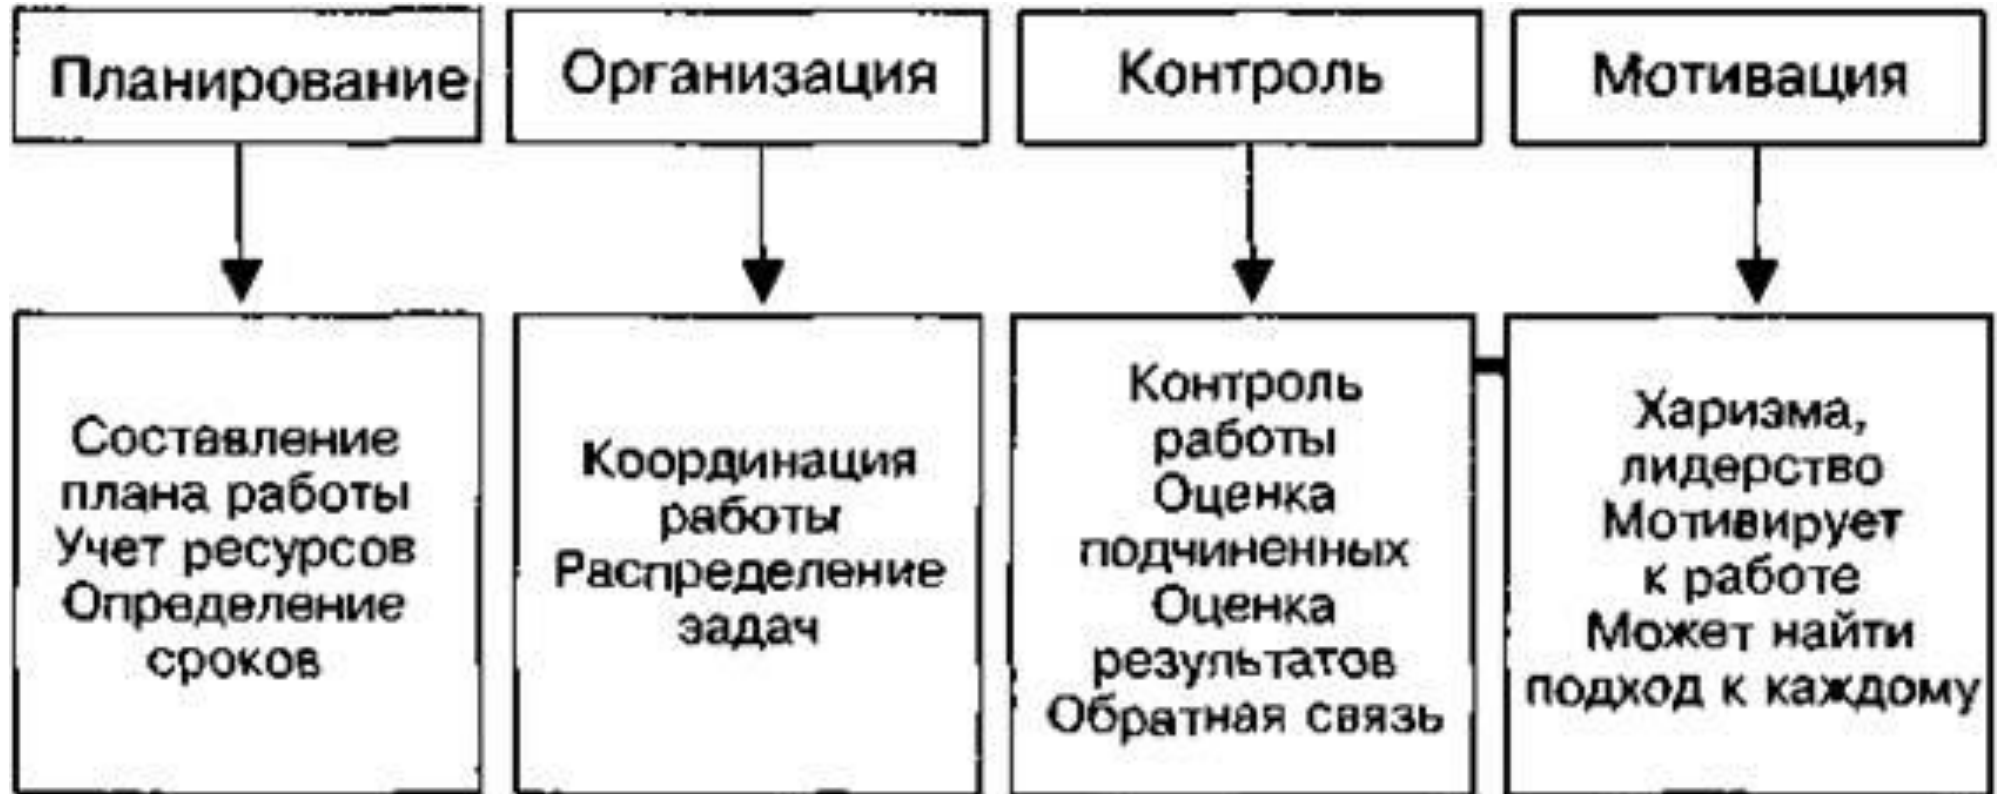 Планирование
Организация
Контроль
Мотивация
Составление
плана работы
Учет ресурсов
Определение
сроков
Координация
работы
Распределение
задач
Контроль
работы
Оценка
подчиненных
Оценка
результатов
Обратная связь
Харизма,
лидерство
Мотивирует
к работе
Может найти
подход к каждому